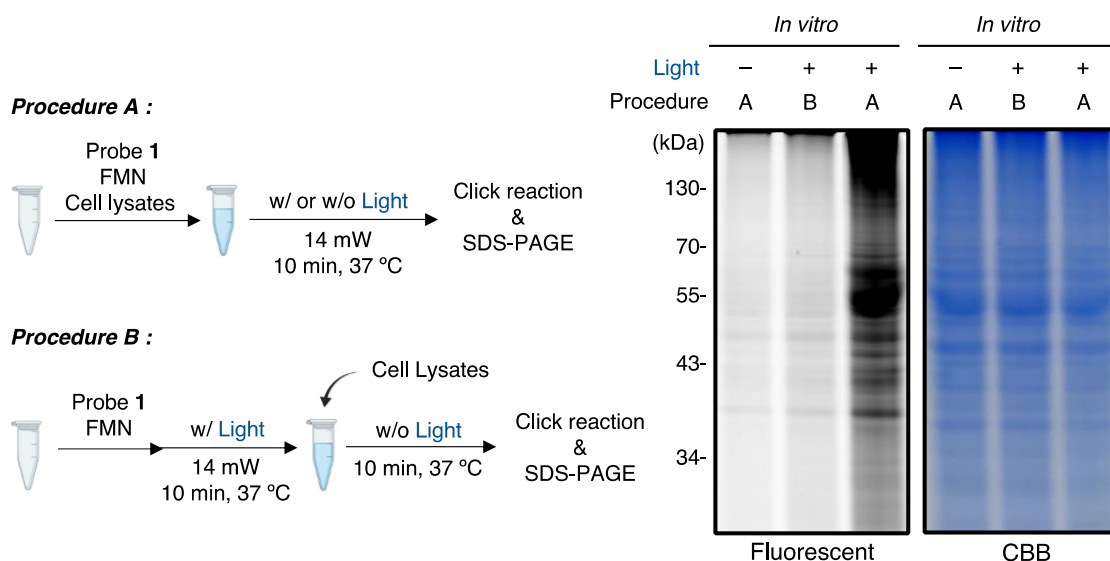 Procedure A :
Probe 1
FMN
Cell lysates
w/ or w/o Light
14 mW
10 min, 37 ºC
Click reaction
&
SDS-PAGE
Procedure B :
Cell Lysates
Probe 1
FMN
w/ Light
14 mW
10 min, 37 ºC
w/o Light
10 min, 37 ºC
Click reaction
&
SDS-PAGE
In vitro In vitro
Light – + + – + +
Procedure A B A A B A
(kDa)
130-
70-
55-
43-
34-
Fluorescent CBB